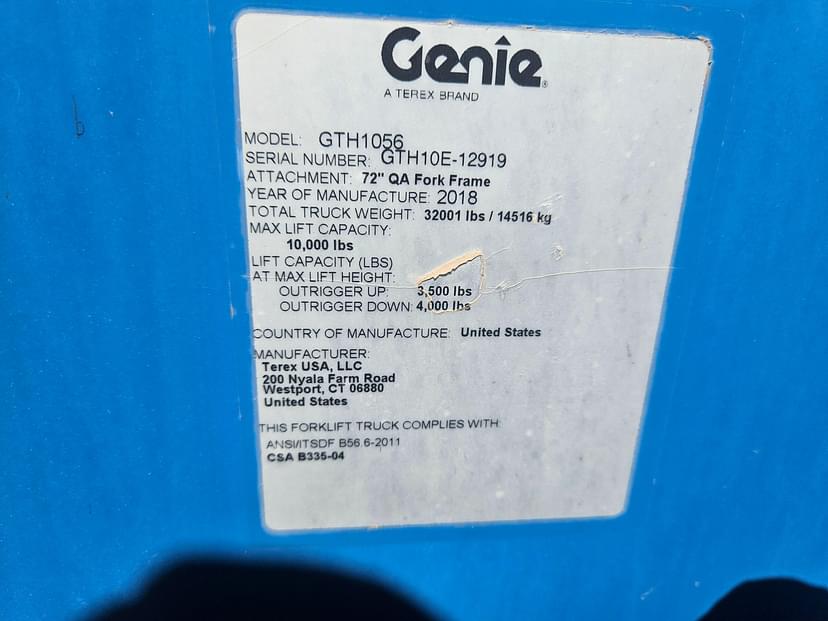 Genie
A TEREX BRAND
MODEL: GTH1056
SERIAL NUMBER: GTH10E-12919
ATTACHMENT: 72" QA Fork Frame
YEAR OF MANUFACTURE: 2018
TOTAL TRUCK WEIGHT: 32001 lbs / 14516 kg
MAX LIFT CAPACITY:
10,000 lbs
LIFT CAPACITY (LBS)
AT MAX LIFT HEIGHT:
OUTRIGGER UP: 3,500 lbs
OUTRIGGER DOWN: 4,000 lbs
COUNTRY OF MANUFACTURE: United States
MANUFACTURER:
Terex USA, LLC
200 Nyala Farm Road
Westport, CT 06880
United States
THIS FORKLIFT TRUCK COMPLIES WITH:
ANSI/ITSDF B56.6-2011
CSA B335-04